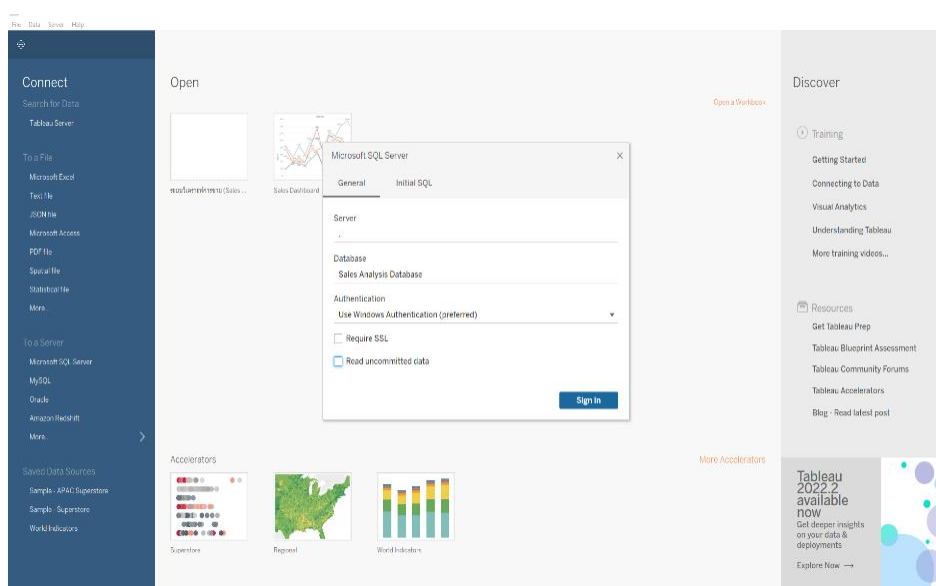 File Data Server Help
Connect
Search for Data
Tableau Server
To a File
Microsoft Excel
Text file
JSON file
Microsoft Access
PDF file
Spatial file
Statistical file
More...
To a Server
Microsoft SQL Server
MySQL
Oracle
Amazon Redshift
More...
Saved Data Sources
Sample - APAC Superstore
Sample - Superstore
World Indicators
Open
Open a Workbook
(Sales ...
Sales Dashboard
Microsoft SQL Server
General Initial SQL
Server
.
Database
Sales Analysis Database
Authentication
Use Windows Authentication (preferred)
Require SSL
Read uncommitted data
Sign In
Accelerators
More Accelerators
Superstore
Regional
World Indicators
Discover
Training
Getting Started
Connecting to Data
Visual Analytics
Understanding Tableau
More training videos...
Resources
Get Tableau Prep
Tableau Blueprint Assessment
Tableau Community Forums
Tableau Accelerators
Blog - Read latest post
Tableau
2022.2
available
now
Get deeper insights
on your data &
deployments
Explore Now →